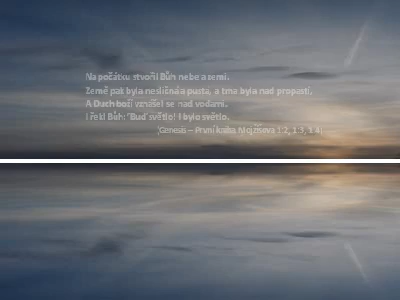 Na počátku stvořil Bůh nebe a zemi.
Země pak byla nesličná a pustá, a tma byla nad propastí,
A Duch boží vznášel se nad vodami.
I řekl Bůh: "Buď světlo! I bylo světlo.
(Genesis – První kniha Mojžíšova 1:2, 1:3, 1:4)